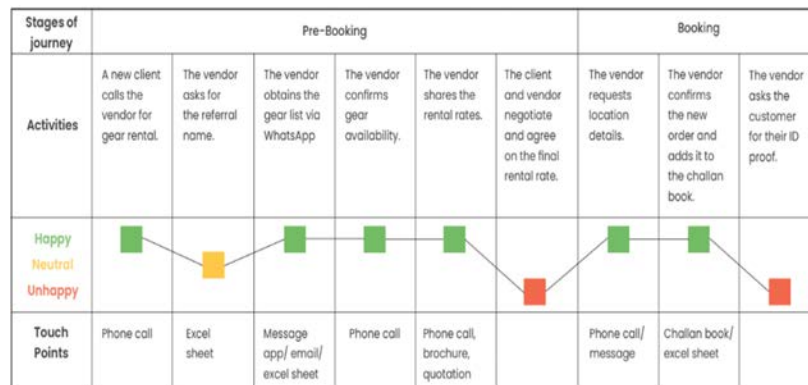 Stages of
journey
Pre-Booking
Booking
Activities
A new client
calls the
vendor for
gear rental.
The vendor
asks for
the referral
name.
The vendor
obtains the
gear list via
WhatsApp
The vendor
confirms
gear
availability.
The vendor
shares the
rental rates.
The client
and vendor
negotiate
and agree
on the final
rental rate.
The vendor
requests
location
details.
The vendor
confirms
the new
order and
adds it to
the challan
book.
The vendor
asks the
customer
for their ID
proof.
Happy
Neutral
Unhappy
Touch
Points
Phone call
Excel
sheet
Message
app/ email/
excel sheet
Phone call
Phone call,
brochure,
quotation
Phone call/
message
Challan book/
excel sheet